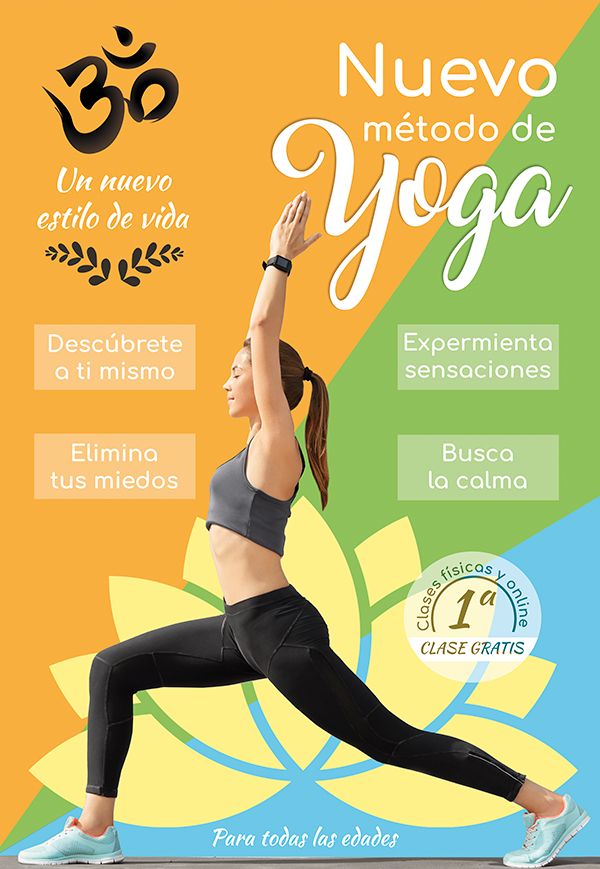 ॐ
Un nuevo
estilo de vida
Nuevo
método de
Yoga
Descúbrete
a ti mismo
Expermienta
sensaciones
Elimina
tus miedos
Busca
la calma
Clases físicas y online
1ª
CLASE GRATIS
Para todas las edades